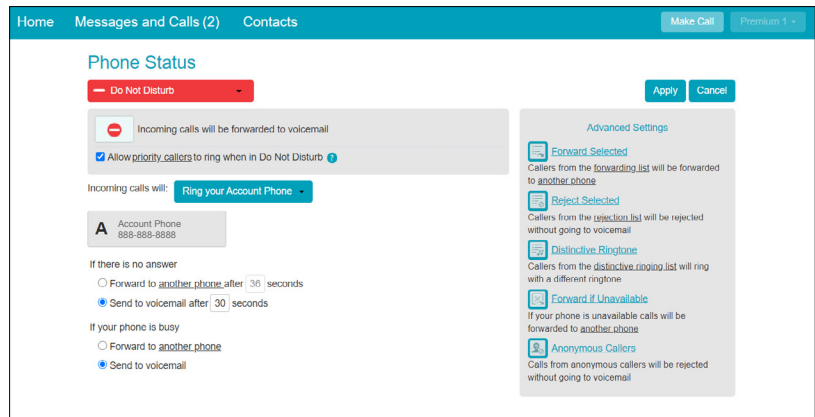 Home Messages and Calls (2) Contacts Make Call Premium 1
Phone Status
Do Not Disturb
Apply Cancel
Incoming calls will be forwarded to voicemail
Allow priority callers to ring when in Do Not Disturb ?
Incoming calls will: Ring your Account Phone
A Account Phone
888-888-8888
If there is no answer
Forward to another phone after 36 seconds
Send to voicemail after 30 seconds
If your phone is busy
Forward to another phone
Send to voicemail
Advanced Settings
Forward Selected
Callers from the forwarding list will be forwarded
to another phone
Reject Selected
Callers from the rejection list will be rejected
without going to voicemail
Distinctive Ringtone
Callers from the distinctive ringing list will ring
with a different ringtone
Forward if Unavailable
If your phone is unavailable calls will be
forwarded to another phone
Anonymous Callers
Calls from anonymous callers will be rejected
without going to voicemail